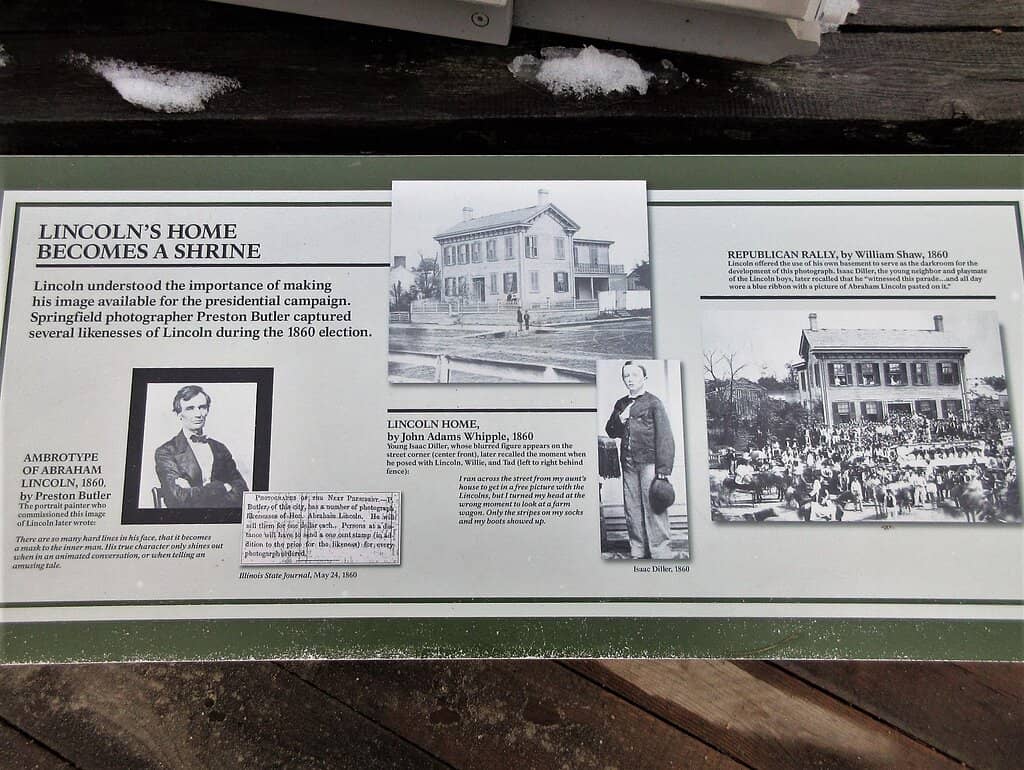 LINCOLN'S HOME
BECOMES A SHRINE
Lincoln understood the importance of making
his image available for the presidential campaign.
Springfield photographer Preston Butler captured
several likenesses of Lincoln during the 1860 election.
AMBROTYPE
OF ABRAHAM
LINCOLN, 1860,
by Preston Butler
The portrait painter who
commissioned this image
of Lincoln later wrote:
There are so many hard lines in his face, that it becomes
a mask to the inner man. His true character only shines out
when in an animated conversation, or when telling an
amusing tale.
PHOTOGRAPHS OF THE NEXT PRESIDENT.—P.
Butler, of this city, has a number of photograph
likenesses of Hon. Abraham Lincoln. He will
sell them for one dollar each. Persons at a dis-
tance will have to send a one cent stamp (in ad-
dition to the price for the likeness) for every
photograph ordered.
Illinois State Journal, May 24, 1860
LINCOLN HOME,
by John Adams Whipple, 1860
Young Isaac Diller, whose blurred figure appears on the
street corner (center front), later recalled the moment when
he posed with Lincoln, Willie, and Tad (left to right behind
fence):
I ran across the street from my aunt's
house to get in a free picture with the
Lincolns, but I turned my head at the
wrong moment to look at a farm
wagon. Only the stripes on my socks
and my boots showed up.
Isaac Diller, 1860
REPUBLICAN RALLY, by William Shaw, 1860
Lincoln offered the use of his own basement to serve as the darkroom for the
development of this photograph. Isaac Diller, the young neighbor and playmate
of the Lincoln boys, later recalled that he "witnessed this parade...and all day
wore a blue ribbon with a picture of Abraham Lincoln pasted on it."